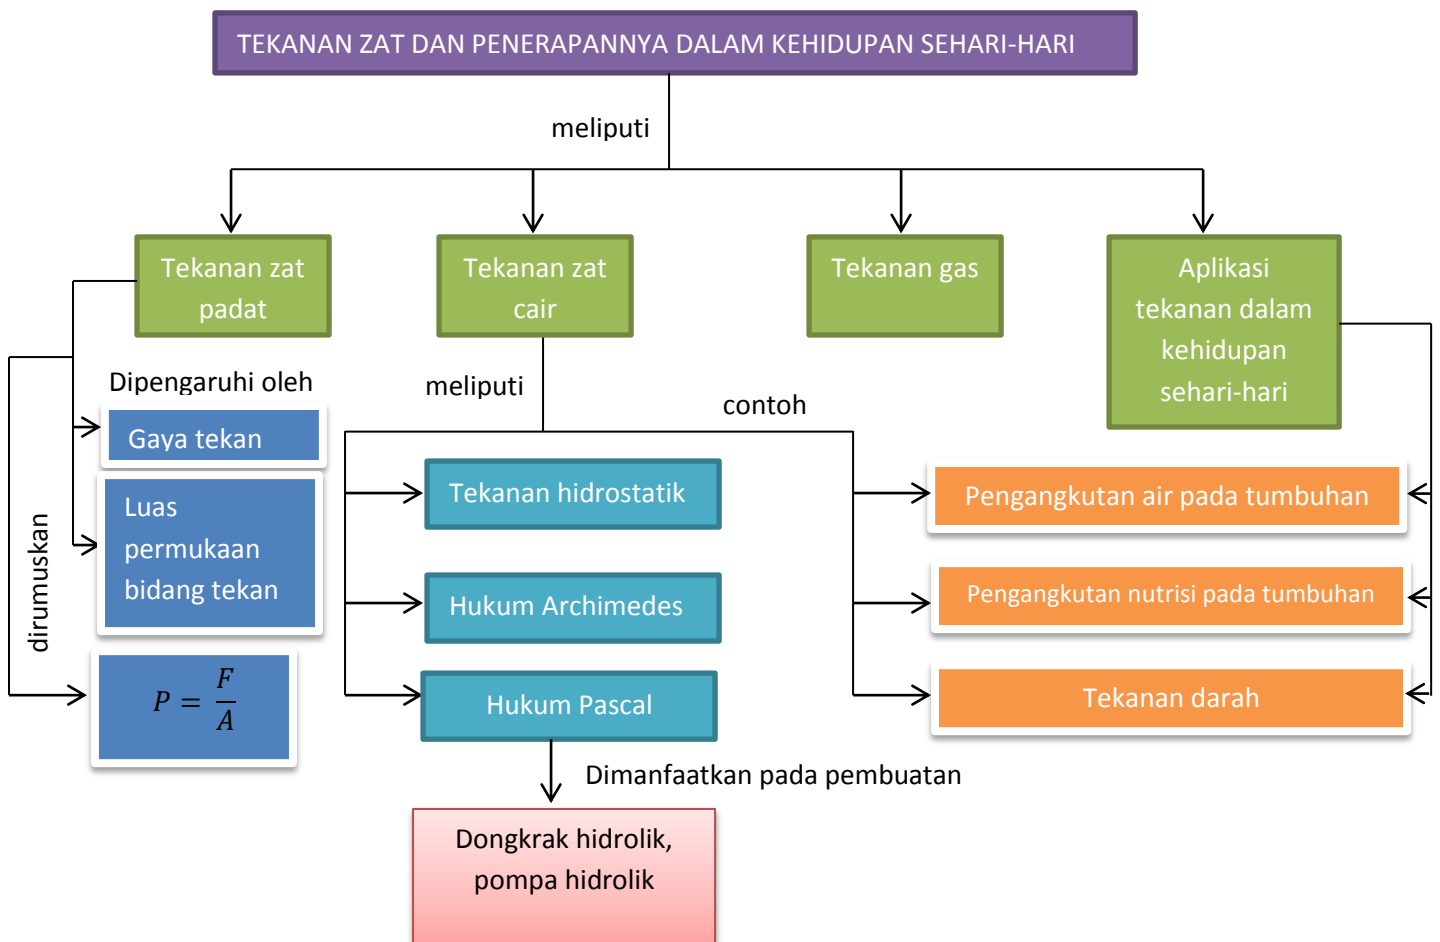 TEKANAN ZAT DAN PENERAPANNYA DALAM KEHIDUPAN SEHARI-HARI
meliputi
Tekanan zat
padat
Tekanan zat
cair
Tekanan gas
Aplikasi
tekanan dalam
kehidupan
sehari-hari
Dipengaruhi oleh
meliputi
contoh
Gaya tekan
Luas
permukaan
bidang tekan
dirumuskan
P = F/A
Tekanan hidrostatik
Hukum Archimedes
Hukum Pascal
Pengangkutan air pada tumbuhan
Pengangkutan nutrisi pada tumbuhan
Tekanan darah
Dimanfaatkan pada pembuatan
Dongkrak hidrolik,
pompa hidrolik